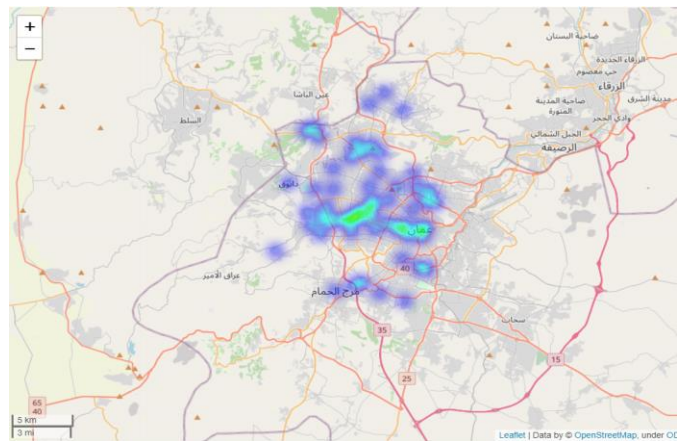 +
−
ضاحية البستان
الزرقاء الجديدة
حي معصوم
الزرقاء
عين الباشا
ضاحية المدينة
المنورة
مدينة الشرق
السلط
وادي الحجر
الجبل الشمالي
الرصيفة
دابوق
عمان
عراق الأمير
40
مرج الحمام
سحاب
35
15
25
65
40
5 km
3 mi
Leaflet | Data by © OpenStreetMap, under OD